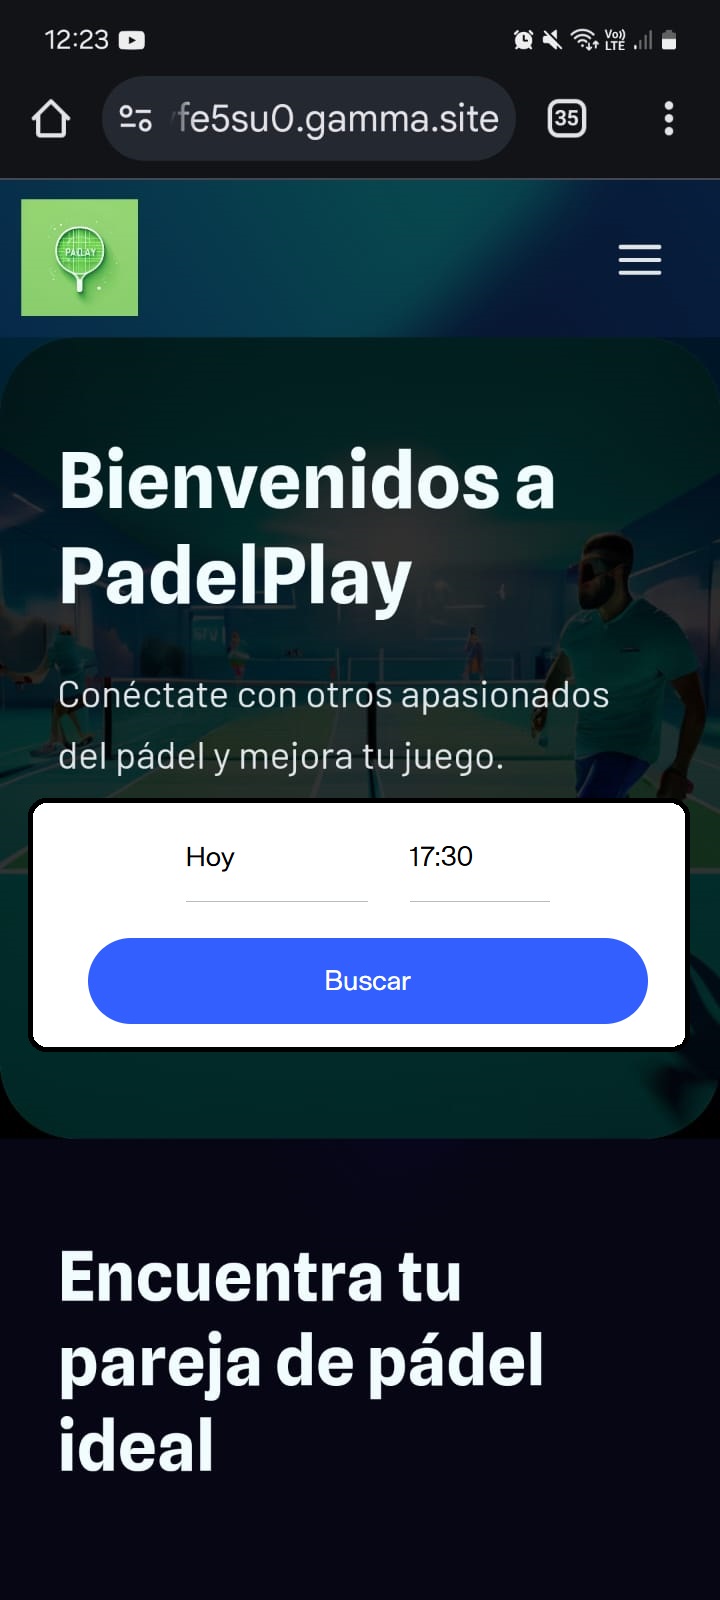 12:23
Vo))
LTE
fe5su0.gamma.site
35
PADLAY
Bienvenidos a
PadelPlay
Conéctate con otros apasionados
del pádel y mejora tu juego.
Hoy 17:30
Buscar
Encuentra tu
pareja de pádel
ideal